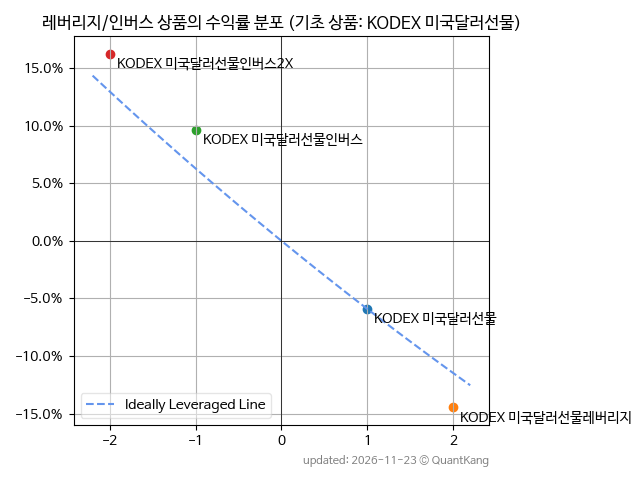 레버리지/인버스 상품의 수익률 분포 (기초 상품: KODEX 미국달러선물)
15.0%
10.0%
5.0%
0.0%
−5.0%
−10.0%
−15.0%
KODEX 미국달러선물인버스2X
KODEX 미국달러선물인버스
KODEX 미국달러선물
KODEX 미국달러선물레버리지
Ideally Leveraged Line
−2 −1 0 1 2
updated: 2026-11-23 © QuantKang